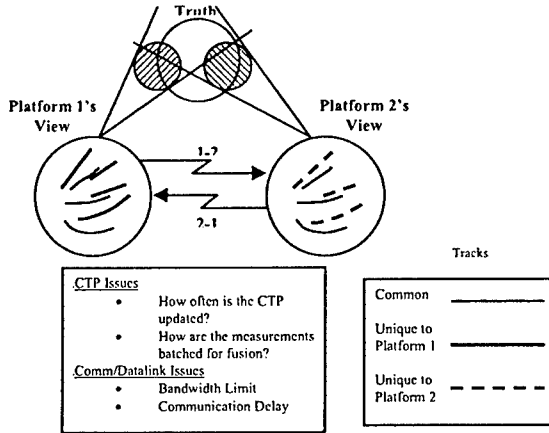 Truth
Platform 1's
View
Platform 2's
View
1-2
2-1
CTP Issues
• How often is the CTP
updated?
• How are the measurements
batched for fusion?
Comm/Datalink Issues
• Bandwidth Limit
• Communication Delay
Tracks
Common
Unique to
Platform 1
Unique to
Platform 2